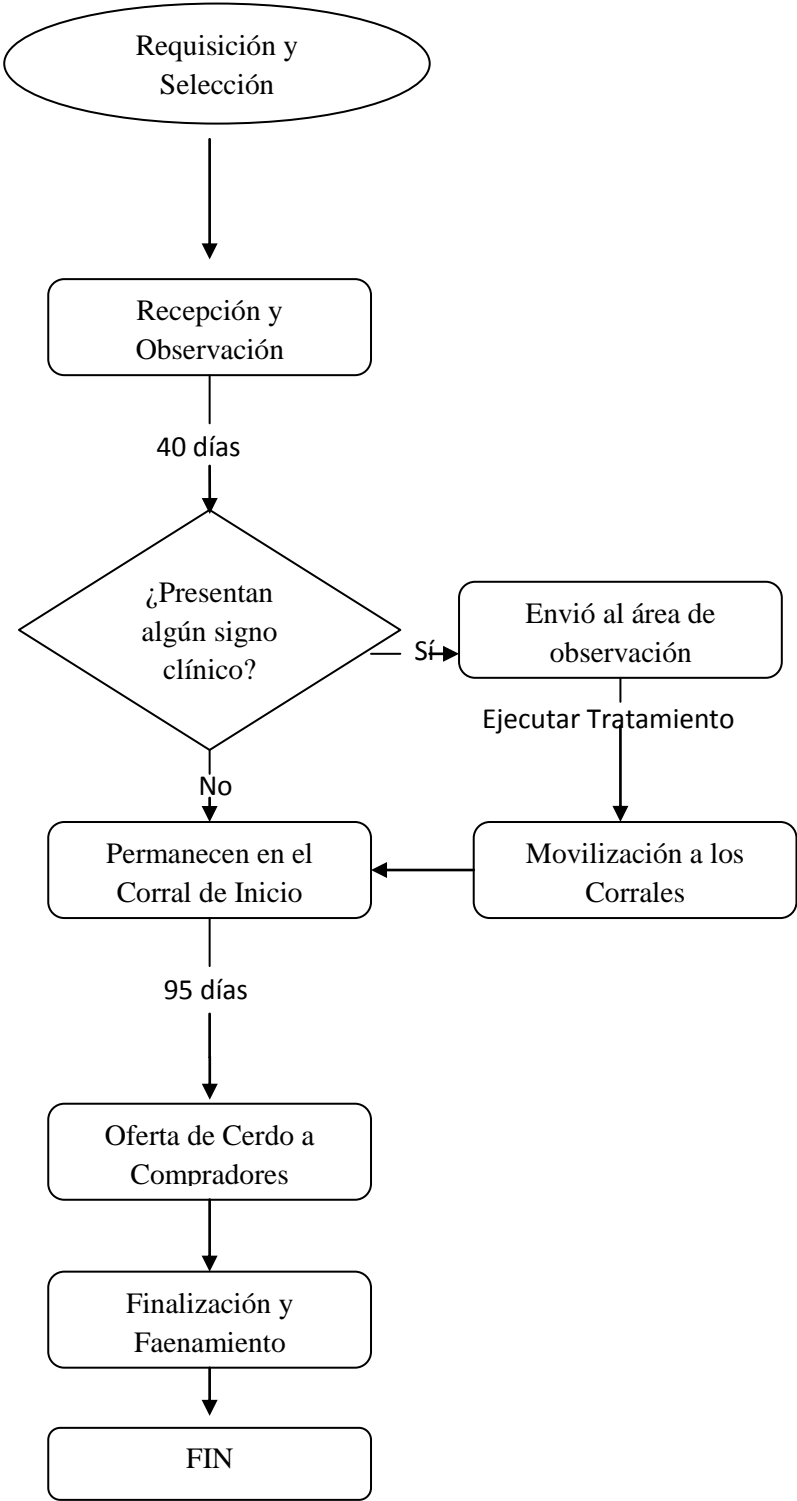 Requisición y
Selección
Recepción y
Observación
40 días
¿Presentan
algún signo
clínico?
Sí
Envió al área de
observación
Ejecutar Tratamiento
No
Permanecen en el
Corral de Inicio
Movilización a los
Corrales
95 días
Oferta de Cerdo a
Compradores
Finalización y
Faenamiento
FIN